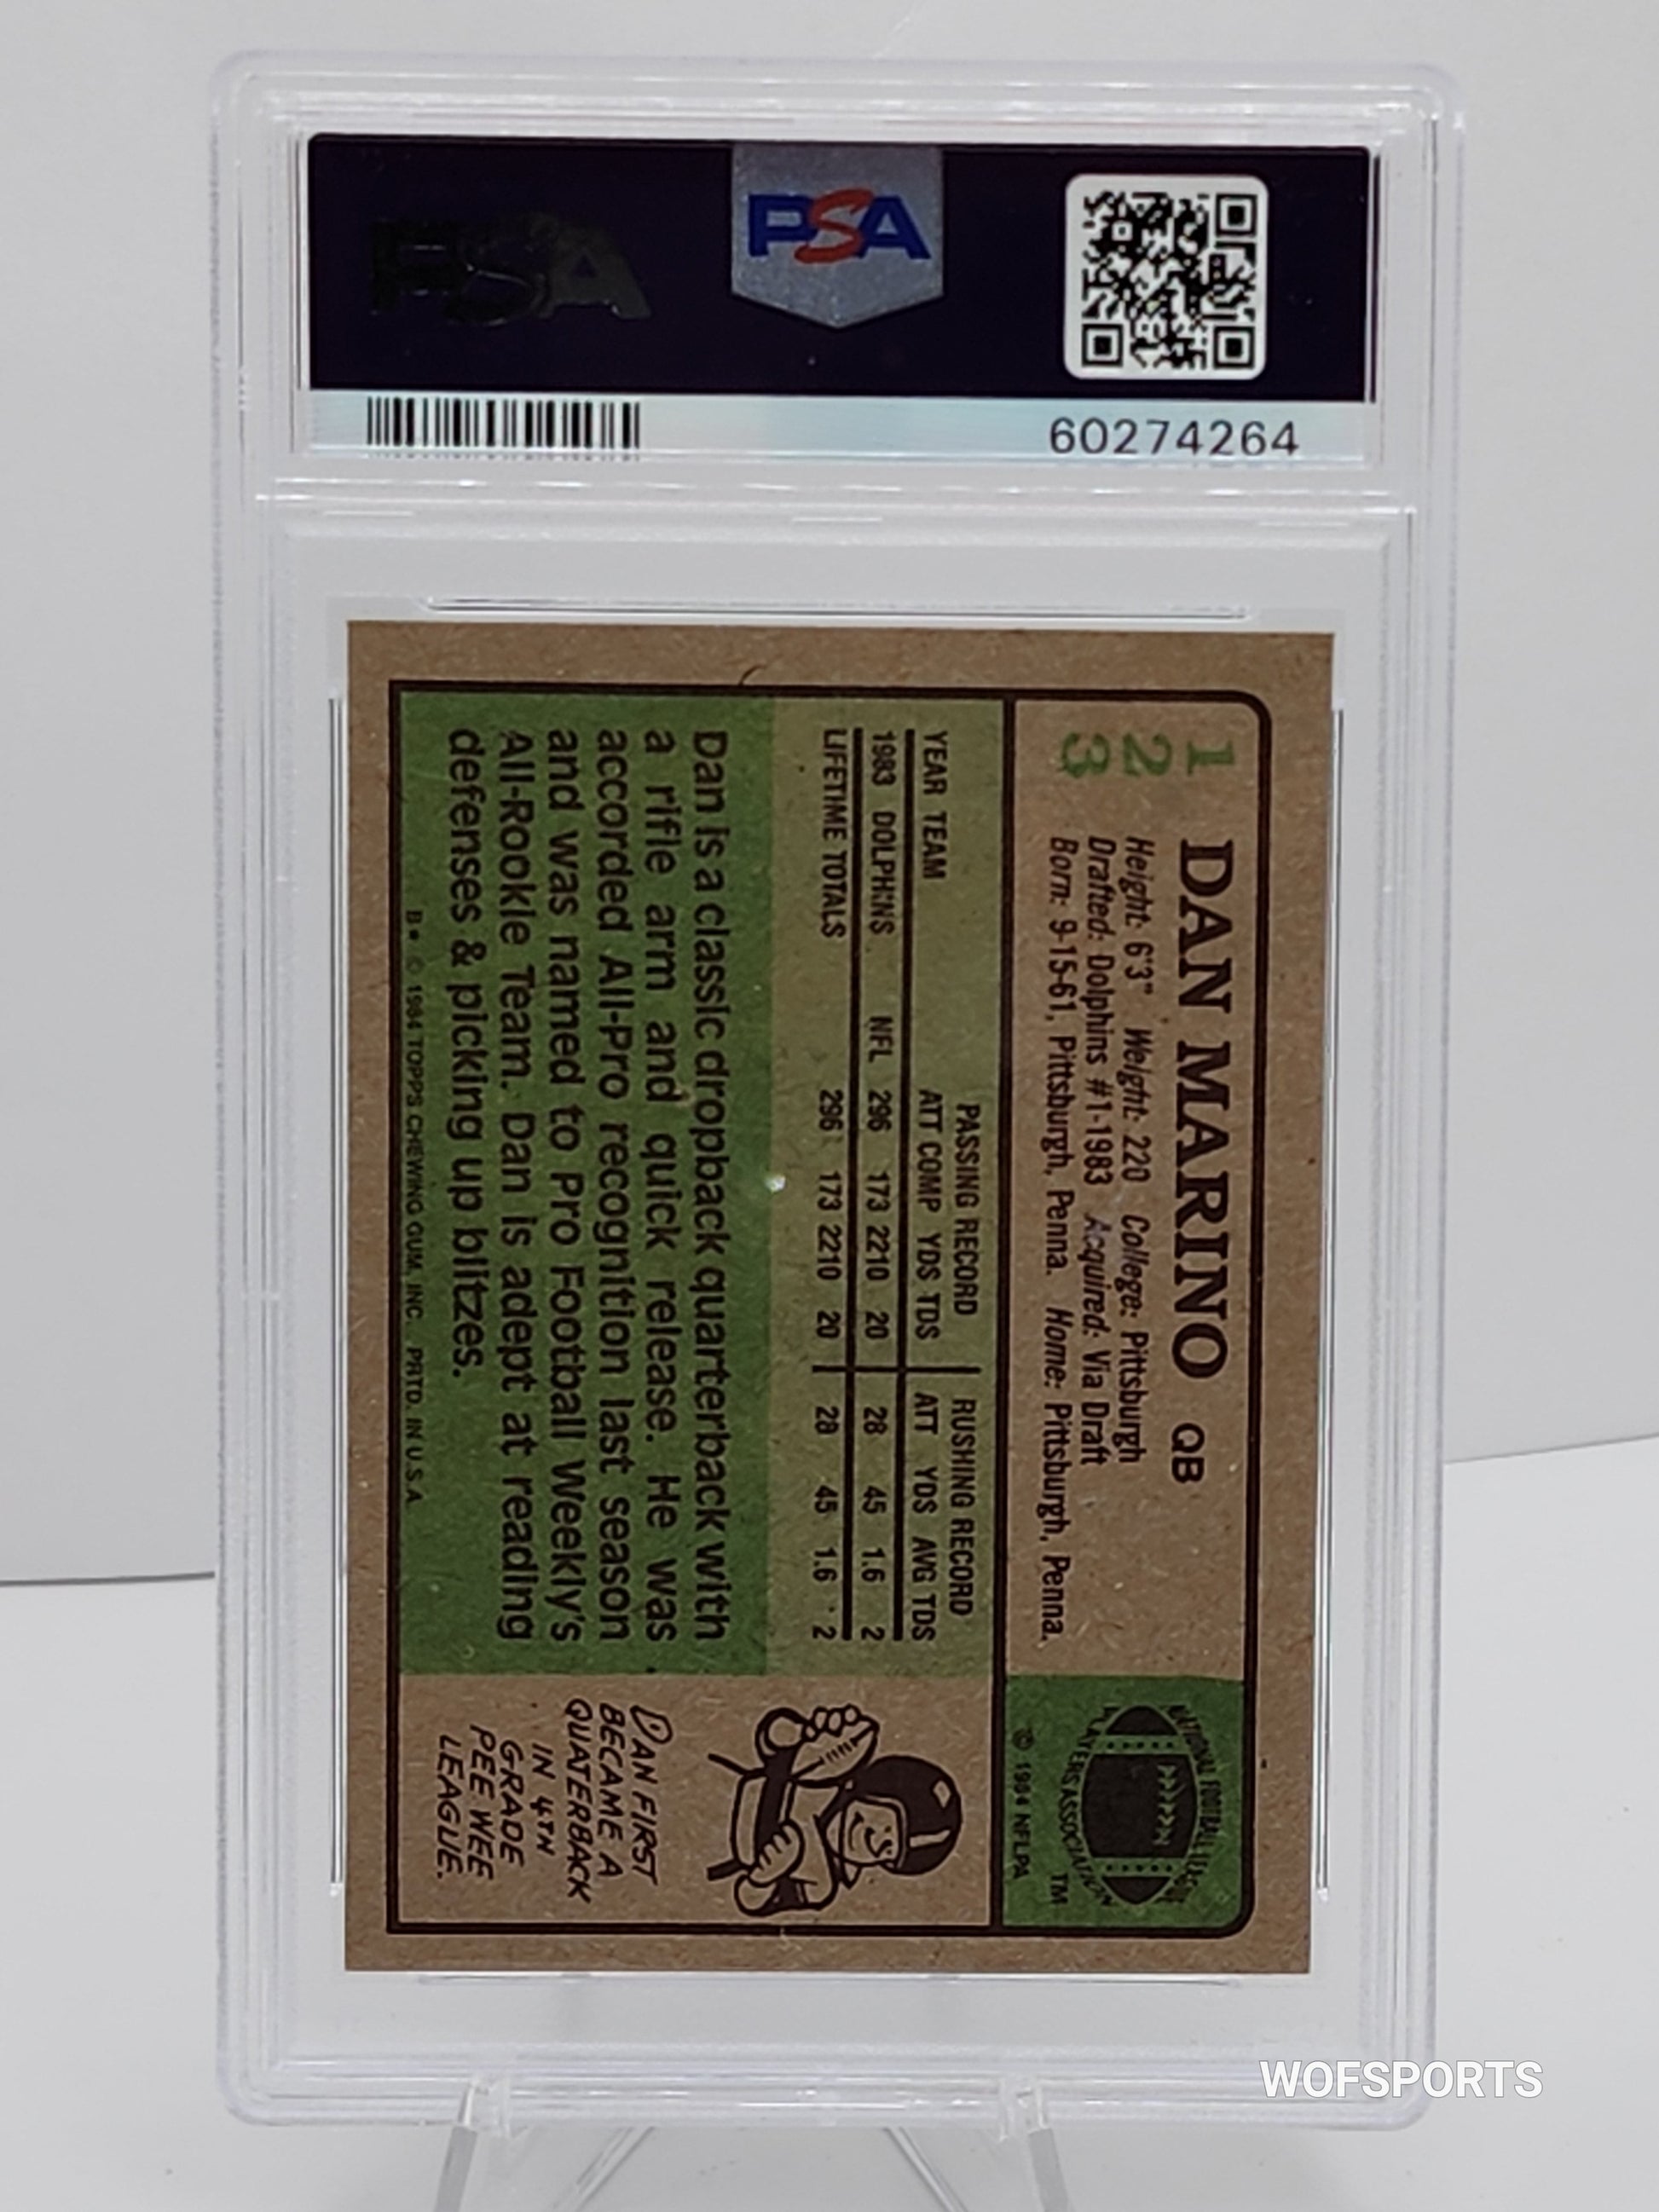 PSA
PSA
60274264
123
DAN MARINO QB
Height: 6'3" Weight: 220 College: Pittsburgh
Drafted: Dolphins #1-1983 Acquired: Via Draft
Born: 9-15-61, Pittsburgh, Penna. Home: Pittsburgh, Penna.
NATIONAL FOOTBALL LEAGUE
PLAYERS ASSOCIATION
TM
© 1984 NFLPA
PASSING RECORD RUSHING RECORD
YEAR TEAM ATT COMP YDS TDS ATT YDS AVG TDS
1983 DOLPHINS NFL 296 173 2210 20 28 45 1.6 2
LIFETIME TOTALS 296 173 2210 20 28 45 1.6 2
Dan is a classic dropback quarterback with
a rifle arm and quick release. He was
accorded All-Pro recognition last season
and was named to Pro Football Weekly's
All-Rookie Team. Dan is adept at reading
defenses & picking up blitzes.
B* © 1984 TOPPS CHEWING GUM, INC. PRTD. IN U.S.A.
DAN FIRST
BECAME A
QUATERBACK
IN 4TH
GRADE
PEE WEE
LEAGUE.
WOFSPORTS